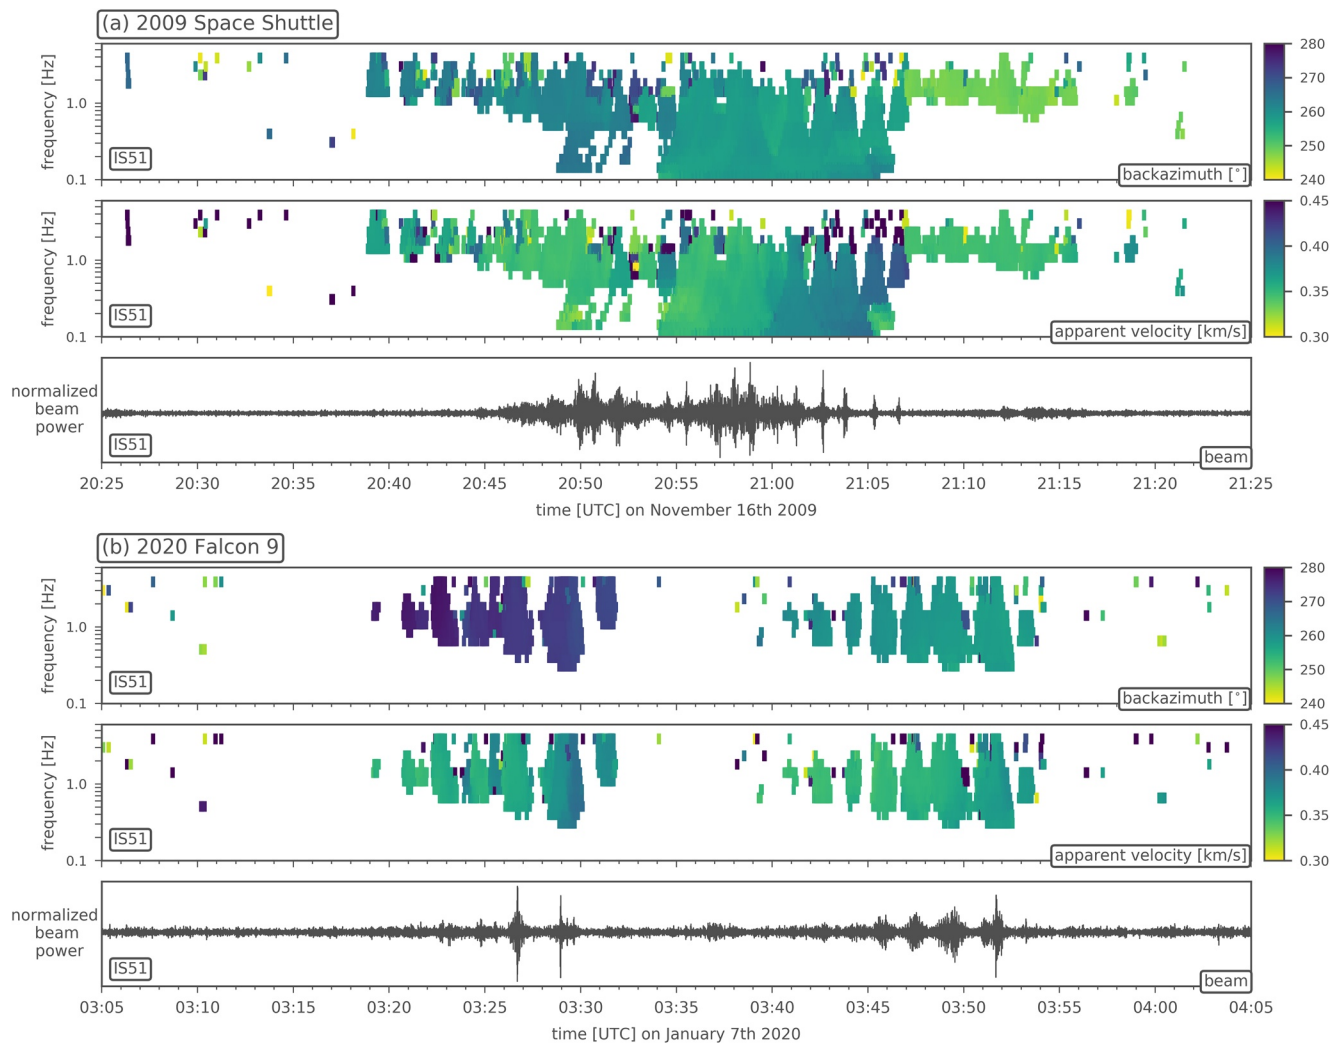 (a) 2009 Space Shuttle
frequency [Hz]
1.0
0.1
IS51
backazimuth [°]
280
270
260
250
240
frequency [Hz]
1.0
0.1
IS51
apparent velocity [km/s]
0.45
0.40
0.35
0.30
normalized
beam
power
IS51
beam
20:25 20:30 20:35 20:40 20:45 20:50 20:55 21:00 21:05 21:10 21:15 21:20 21:25
time [UTC] on November 16th 2009
(b) 2020 Falcon 9
frequency [Hz]
1.0
0.1
IS51
backazimuth [°]
280
270
260
250
240
frequency [Hz]
1.0
0.1
IS51
apparent velocity [km/s]
0.45
0.40
0.35
0.30
normalized
beam
power
IS51
beam
03:05 03:10 03:15 03:20 03:25 03:30 03:35 03:40 03:45 03:50 03:55 04:00 04:05
time [UTC] on January 7th 2020